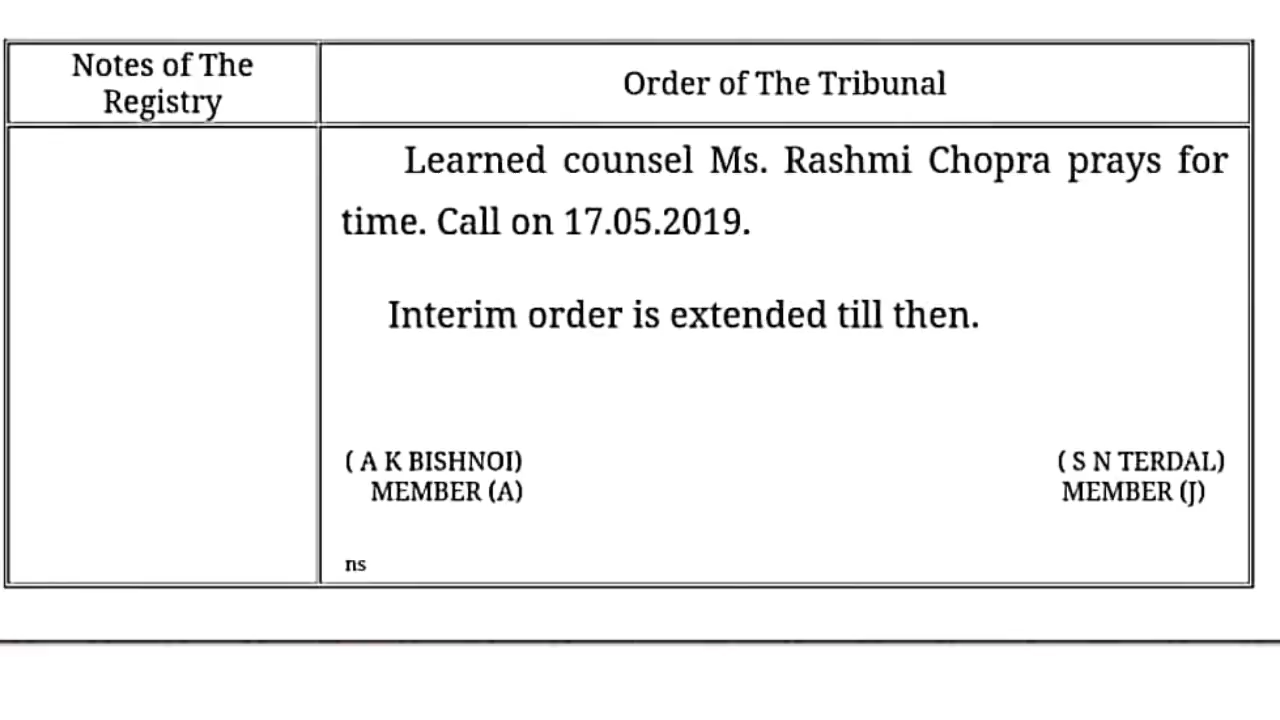 Notes of The
Registry
Order of The Tribunal
Learned counsel Ms. Rashmi Chopra prays for
time. Call on 17.05.2019.
Interim order is extended till then.
( A K BISHNOI)
MEMBER (A)
( S N TERDAL)
MEMBER (J)
ns